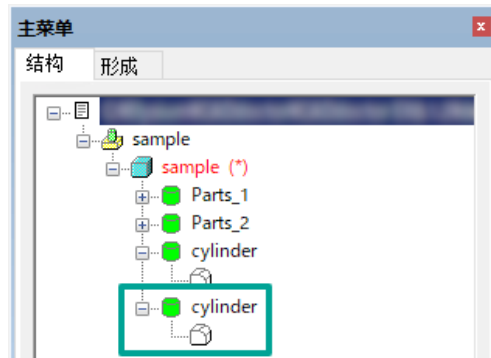 主菜单
结构 形成
sample
sample (*)
Parts_1
Parts_2
cylinder
cylinder